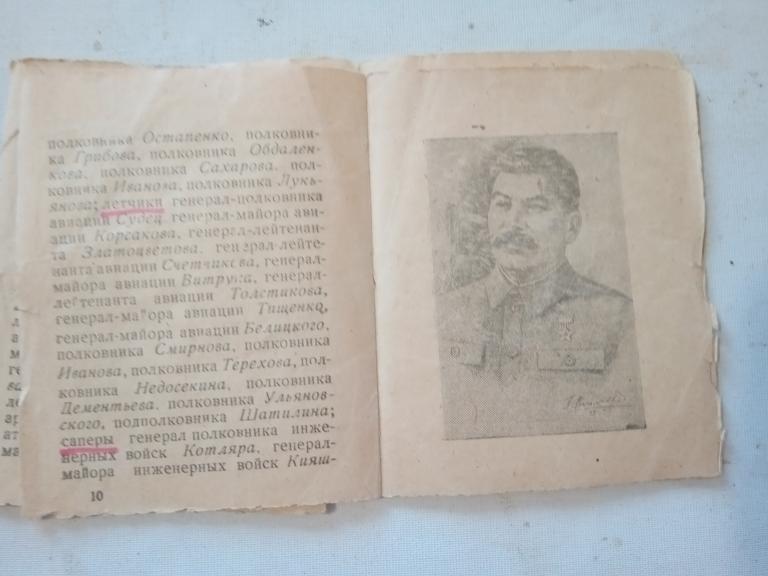 полковника Остапенко, полковни-
ка Грибова, полковника Обдален-
кова, полковника Сахарова, пол-
ковника Иванова, полковника Лукь-
янова; летчики генерал-полковника
авиации Судец генерал-майора ави-
ации Корсакова, генерал-лейтенан-
та Златоцветова, генерал-лейте-
нанта авиации Счетчикова, генерал-
майора авиации Витрука, генерал-
лейтенанта авиации Толстикова,
генерал-майора авиации Тищенко,
генерал-майора авиации Белицкого,
полковника Смирнова, полковника
Иванова, полковника Терехова, пол-
ковника Недосекина, полковника
Дементьева, полковника Ульянов-
ского, подполковника Шатилина;
саперы генерал полковника инже-
нерных войск Котляра, генерал-
майора инженерных войск Кияш-
10